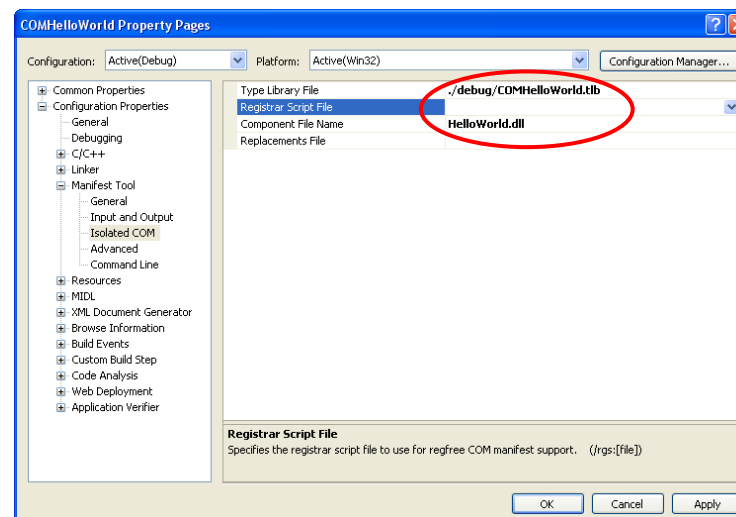 COMHelloWorld Property Pages
Configuration: Active(Debug) Platform: Active(Win32) Configuration Manager...
Common Properties
Configuration Properties
General
Debugging
C/C++
Linker
Manifest Tool
General
Input and Output
Isolated COM
Advanced
Command Line
Resources
MIDL
XML Document Generator
Browse Information
Build Events
Custom Build Step
Code Analysis
Web Deployment
Application Verifier
Type Library File ./debug/COMHelloWorld.tlb
Registrar Script File
Component File Name HelloWorld.dll
Replacements File
Registrar Script File
Specifies the registrar script file to use for regfree COM manifest support. (/rgs:[file])
OK Cancel Apply